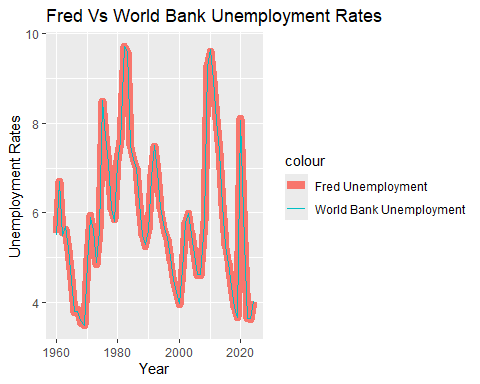 Fred Vs World Bank Unemployment Rates
10
8
6
4
Unemployment Rates
1960 1980 2000 2020
Year
colour
Fred Unemployment
World Bank Unemployment